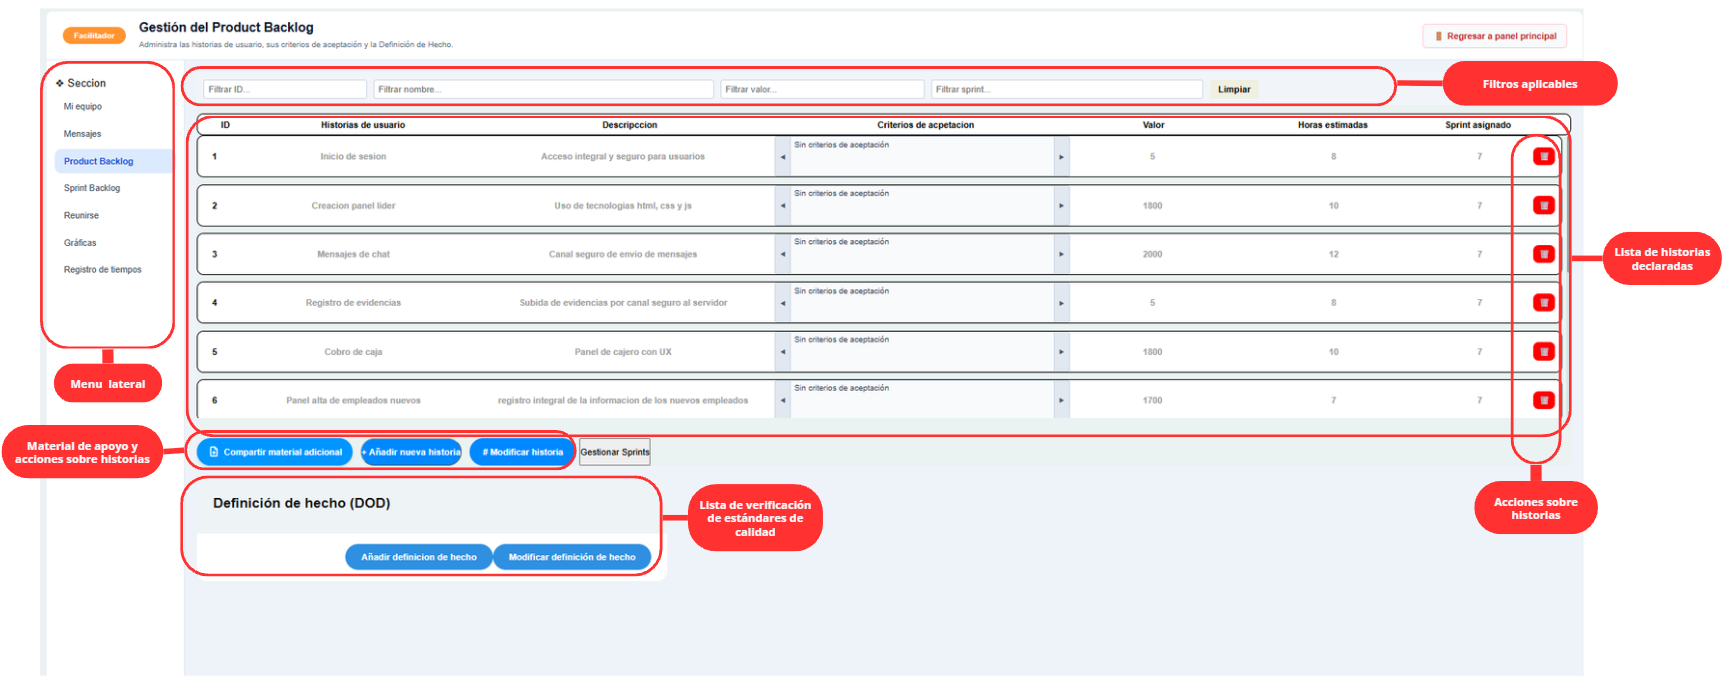 Facilitador
Gestión del Product Backlog
Administra las historias de usuario, sus criterios de aceptación y la Definición de Hecho.
Regresar a panel principal
❖ Seccion
Mi equipo
Mensajes
Product Backlog
Sprint Backlog
Reunirse
Gráficas
Registro de tiempos
Menu lateral
Filtrar ID...
Filtrar nombre...
Filtrar valor...
Filtrar sprint...
Limpiar
Filtros aplicables
ID Historias de usuario Descripccion Criterios de acpetacion Valor Horas estimadas Sprint asignado
1 Inicio de sesion Acceso integral y seguro para usuarios ◄ Sin criterios de aceptación ► 5 8 7
2 Creacion panel lider Uso de tecnologias html, css y js ◄ Sin criterios de aceptación ► 1800 10 7
3 Mensajes de chat Canal seguro de envio de mensajes ◄ Sin criterios de aceptación ► 2000 12 7
4 Registro de evidencias Subida de evidencias por canal seguro al servidor ◄ Sin criterios de aceptación ► 5 8 7
5 Cobro de caja Panel de cajero con UX ◄ Sin criterios de aceptación ► 1800 10 7
6 Panel alta de empleados nuevos registro integral de la informacion de los nuevos empleados ◄ Sin criterios de aceptación ► 1700 7 7
Lista de historias
declaradas
Material de apoyo y
acciones sobre historias
Compartir material adicional
+ Añadir nueva historia
# Modificar historia
Gestionar Sprints
Acciones sobre
historias
Definición de hecho (DOD)
Añadir definicion de hecho
Modificar definición de hecho
Lista de verificación
de estándares de
calidad